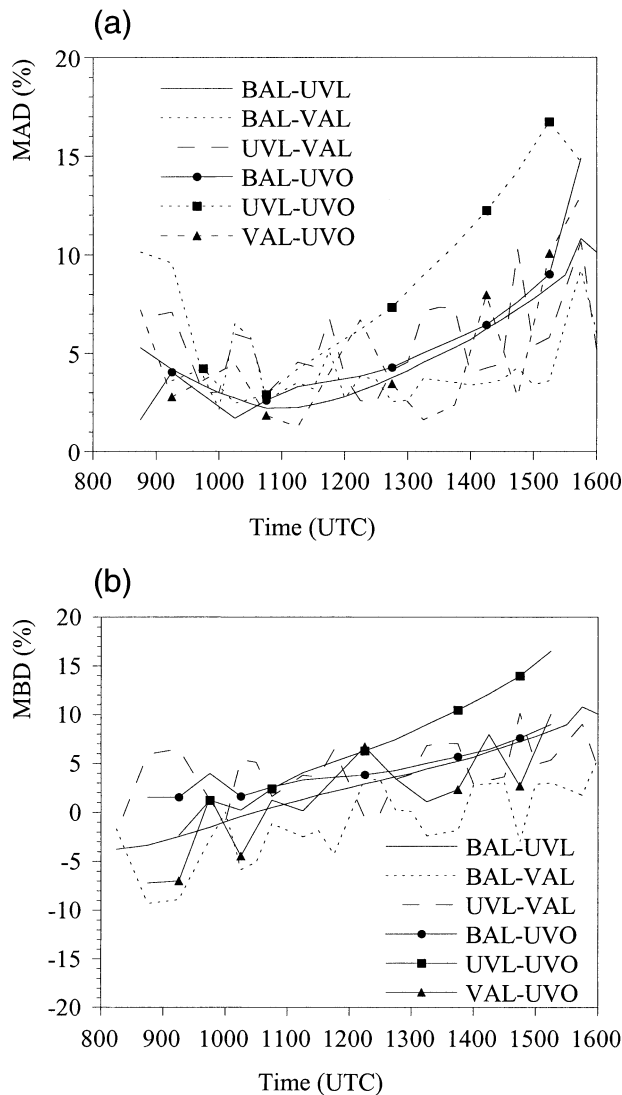 (a)
20
15
10
5
0
MAD (%)
BAL-UVL
BAL-VAL
UVL-VAL
BAL-UVO
UVL-UVO
VAL-UVO
800 900 1000 1100 1200 1300 1400 1500 1600
Time (UTC)
(b)
20
15
10
5
0
-5
-10
-15
-20
MBD (%)
BAL-UVL
BAL-VAL
UVL-VAL
BAL-UVO
UVL-UVO
VAL-UVO
800 900 1000 1100 1200 1300 1400 1500 1600
Time (UTC)